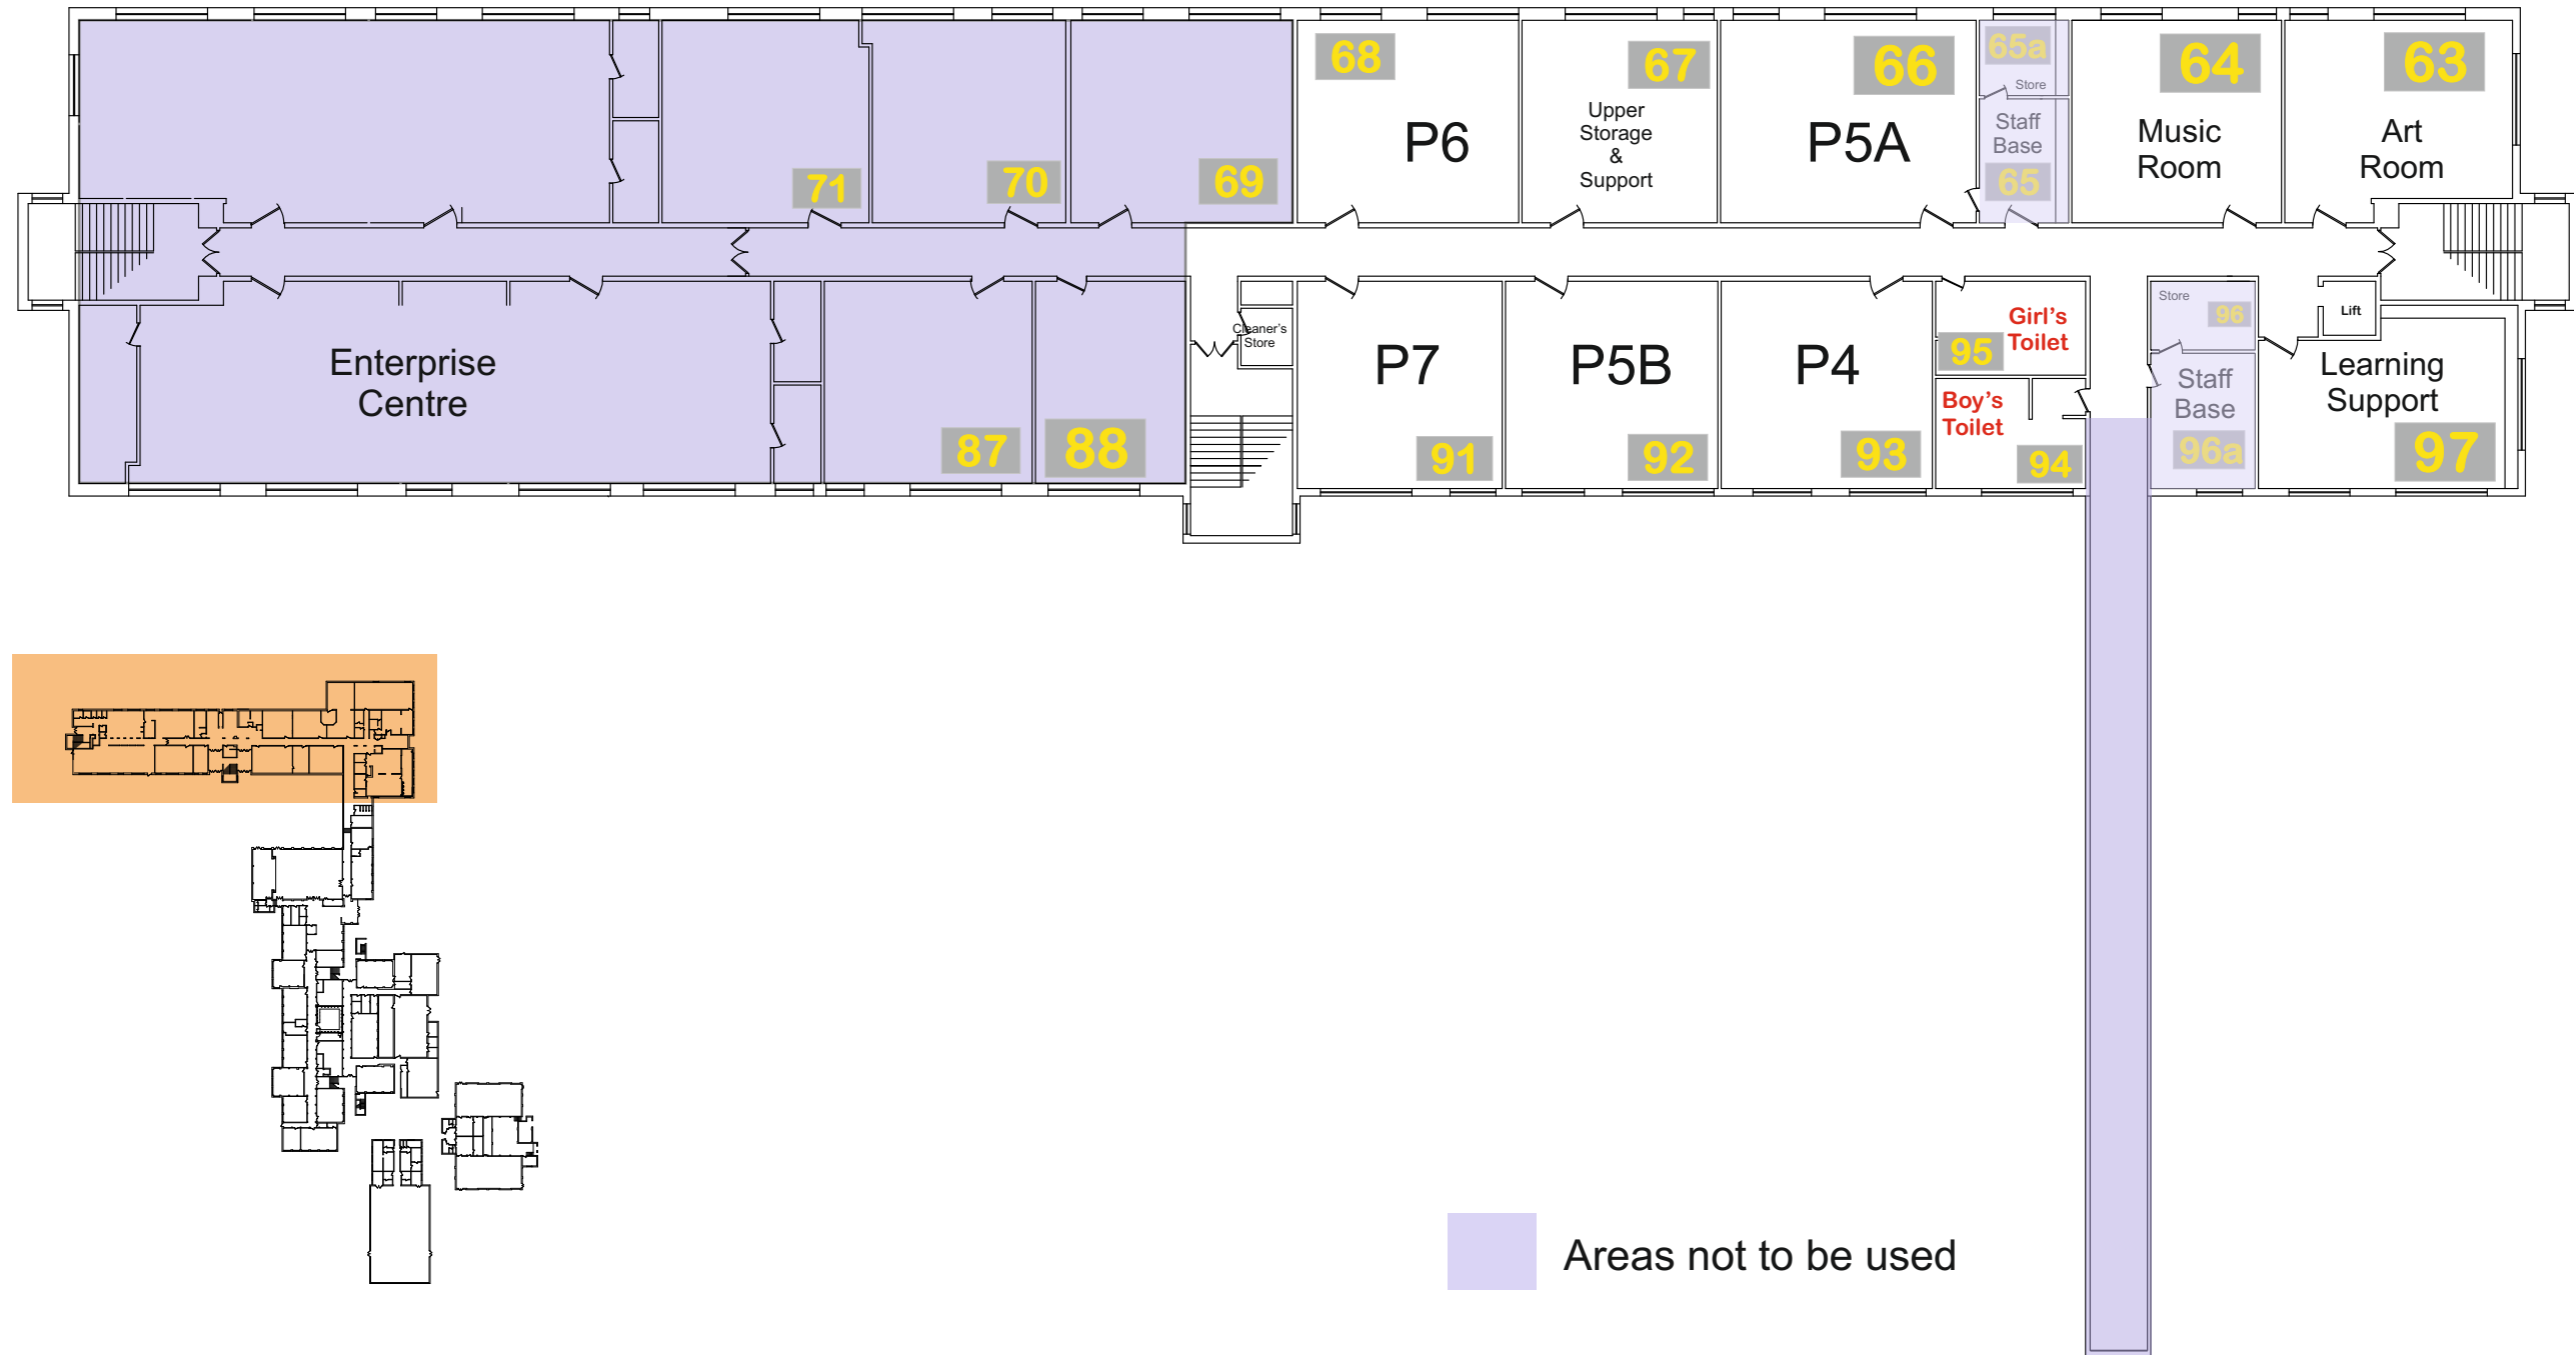 68
67
66
65a
64
63
Store
Upper
Storage
&
Support
P6
P5A
Staff
Base
65
Music
Room
Art
Room
71
70
69
Enterprise
Centre
87
88
Cleaner's
Store
P7
91
P5B
92
P4
93
Girl's
Toilet
95
Boy's
Toilet
94
Store
96
Staff
Base
96a
Lift
Learning
Support
97
Areas not to be used